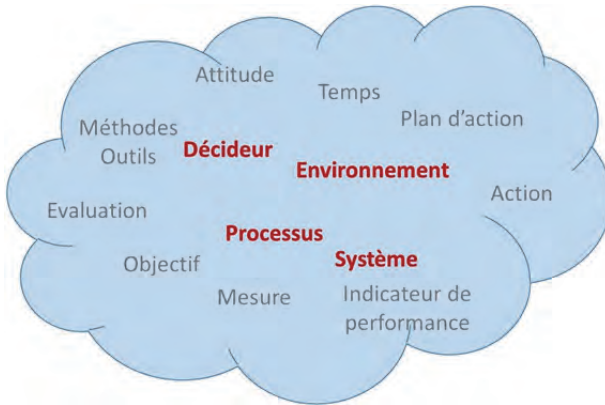 Attitude
Temps
Plan d'action
Méthodes
Outils
Décideur
Environnement
Action
Evaluation
Processus
Objectif
Système
Mesure
Indicateur de
performance